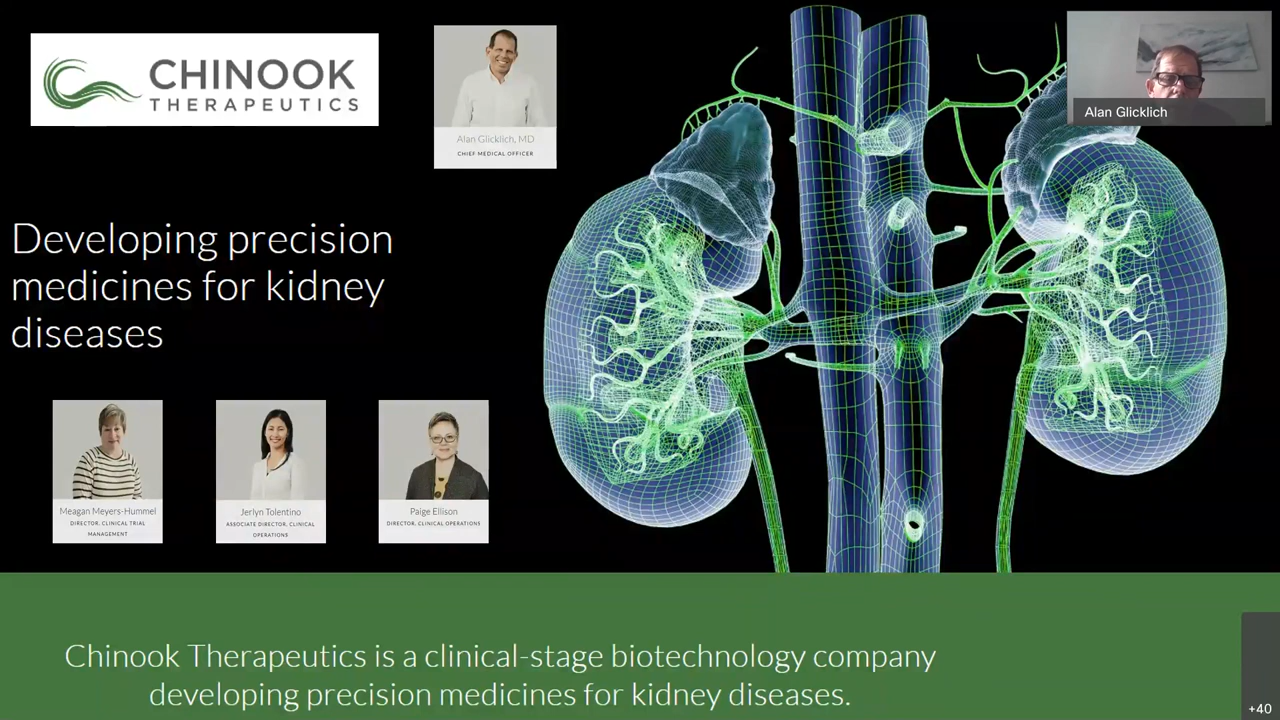 CHINOOK
THERAPEUTICS
Alan Glicklich, MD
CHIEF MEDICAL OFFICER
Alan Glicklich
Developing precision
medicines for kidney
diseases
Meagan Meyers-Hummel
DIRECTOR, CLINICAL TRIAL
MANAGEMENT
Jerlyn Tolentino
ASSOCIATE DIRECTOR, CLINICAL
OPERATIONS
Paige Ellison
DIRECTOR, CLINICAL OPERATIONS
Chinook Therapeutics is a clinical-stage biotechnology company
developing precision medicines for kidney diseases.
+40